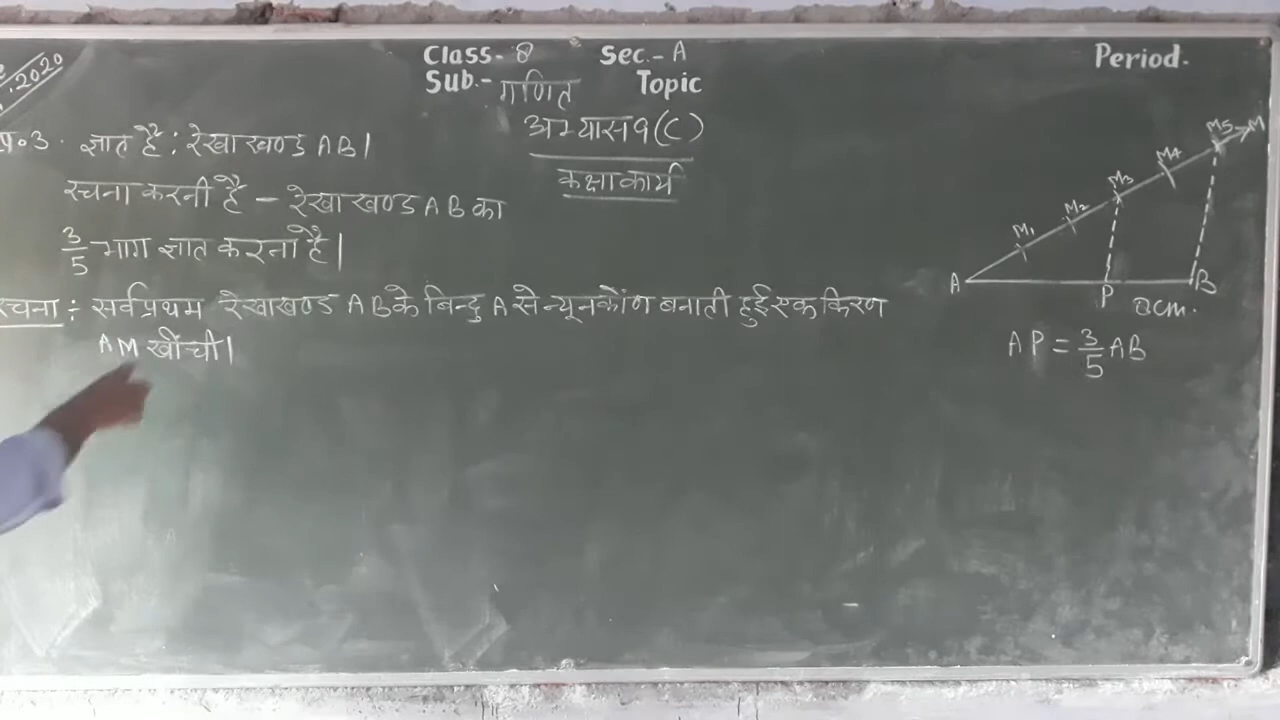 Class- 8 Sec.- A Period.
Sub.- गणित Topic
.2020
अभ्यास 9 (C)
कक्षा कार्य
प्र०3. ज्ञात है: रेखाखण्ड AB।
रचना करनी है - रेखाखण्ड AB का
3/5 भाग ज्ञात करना है।
रचना: सर्वप्रथम रेखाखण्ड AB के बिन्दु A से न्यूनकोंण बनाती हुई एक किरण
AM खींची।
A M1 M2 M3 M4 M5 M
P B
8cm.
AP = 3/5 AB